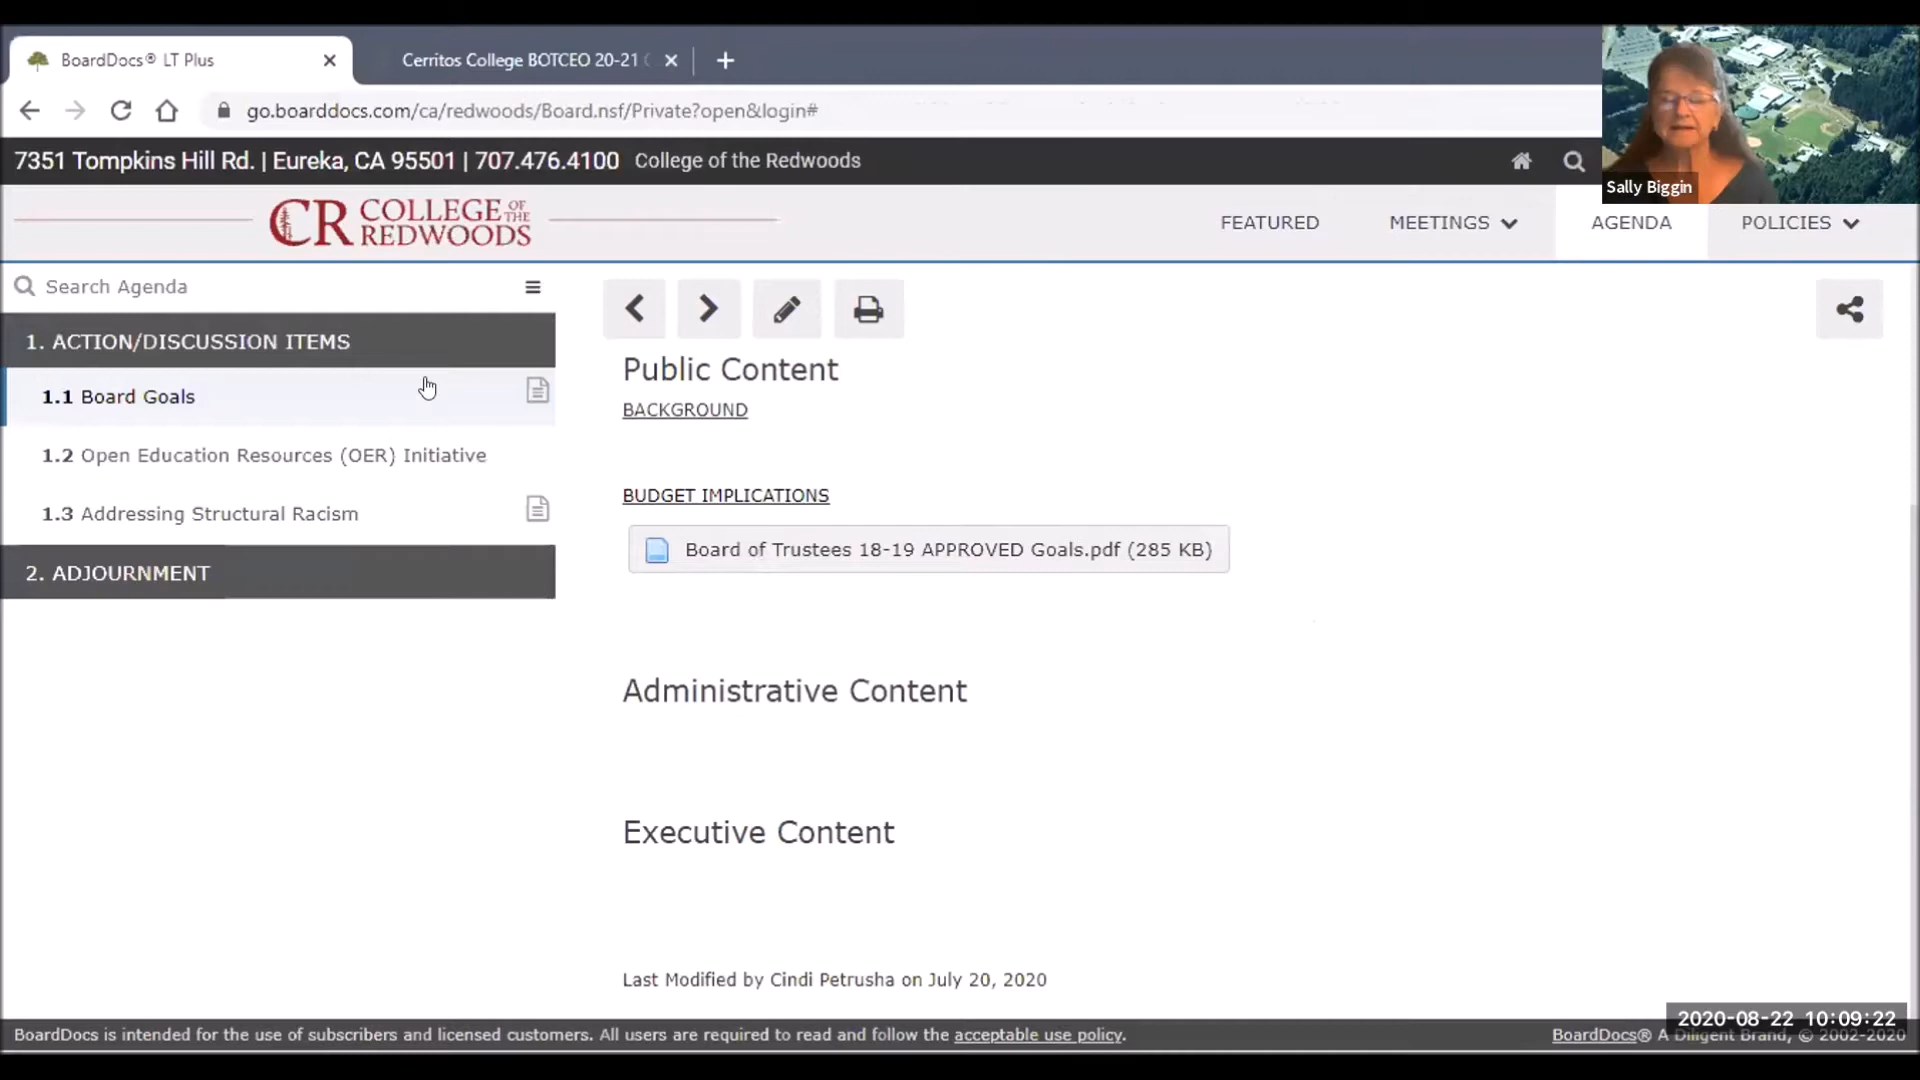 BoardDocs® LT Plus
Cerritos College BOTCEO 20-21
go.boarddocs.com/ca/redwoods/Board.nsf/Private?open&login#
7351 Tompkins Hill Rd. | Eureka, CA 95501 | 707.476.4100 College of the Redwoods
Sally Biggin
CR COLLEGE OF THE REDWOODS
FEATURED
MEETINGS
AGENDA
POLICIES
Search Agenda
1. ACTION/DISCUSSION ITEMS
1.1 Board Goals
1.2 Open Education Resources (OER) Initiative
1.3 Addressing Structural Racism
2. ADJOURNMENT
Public Content
BACKGROUND
BUDGET IMPLICATIONS
Board of Trustees 18-19 APPROVED Goals.pdf (285 KB)
Administrative Content
Executive Content
Last Modified by Cindi Petrusha on July 20, 2020
2020-08-22 10:09:22
BoardDocs is intended for the use of subscribers and licensed customers. All users are required to read and follow the acceptable use policy.
BoardDocs® A Diligent Brand, © 2002-2020